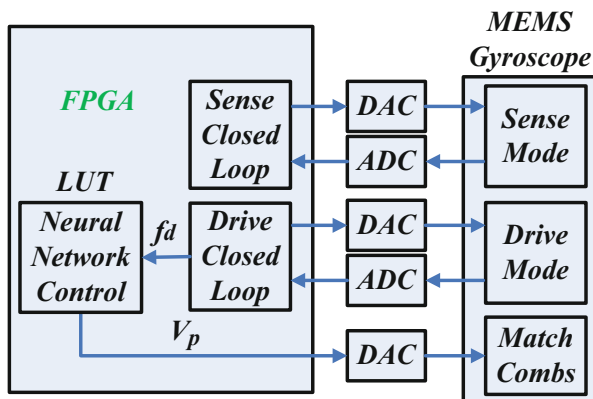 MEMS
Gyroscope
FPGA
Sense
Closed
Loop
DAC
ADC
Sense
Mode
LUT
Neural
Network
Control
fd
Drive
Closed
Loop
DAC
ADC
Drive
Mode
Vp
DAC
Match
Combs